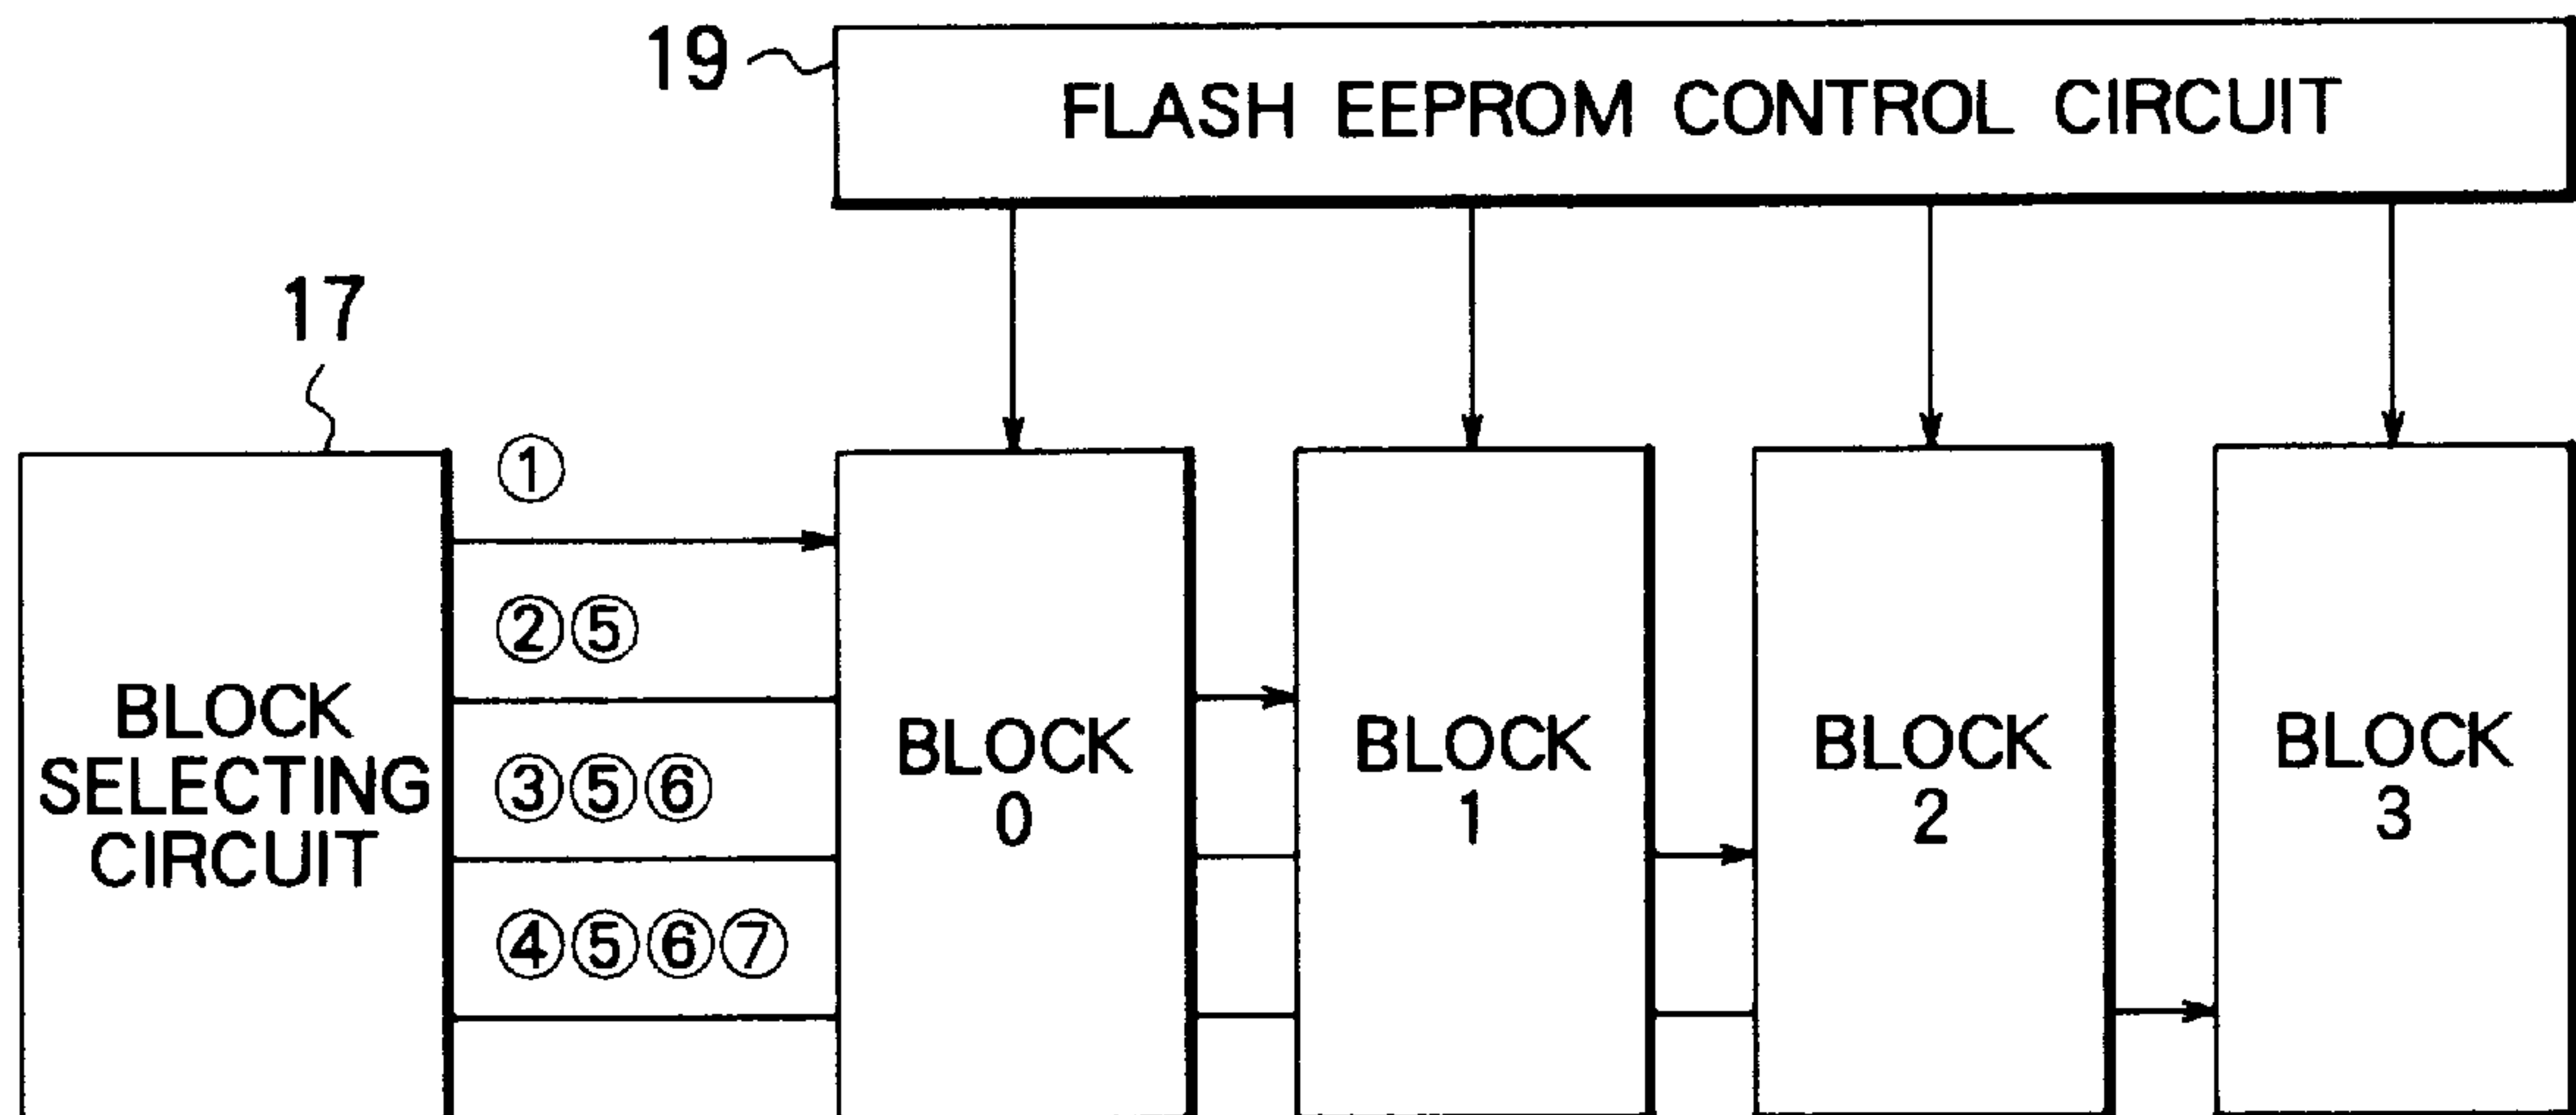 19
FLASH EEPROM CONTROL CIRCUIT
17
①
②⑤
③⑤⑥
④⑤⑥⑦
BLOCK
SELECTING
CIRCUIT
BLOCK
0
BLOCK
1
BLOCK
2
BLOCK
3